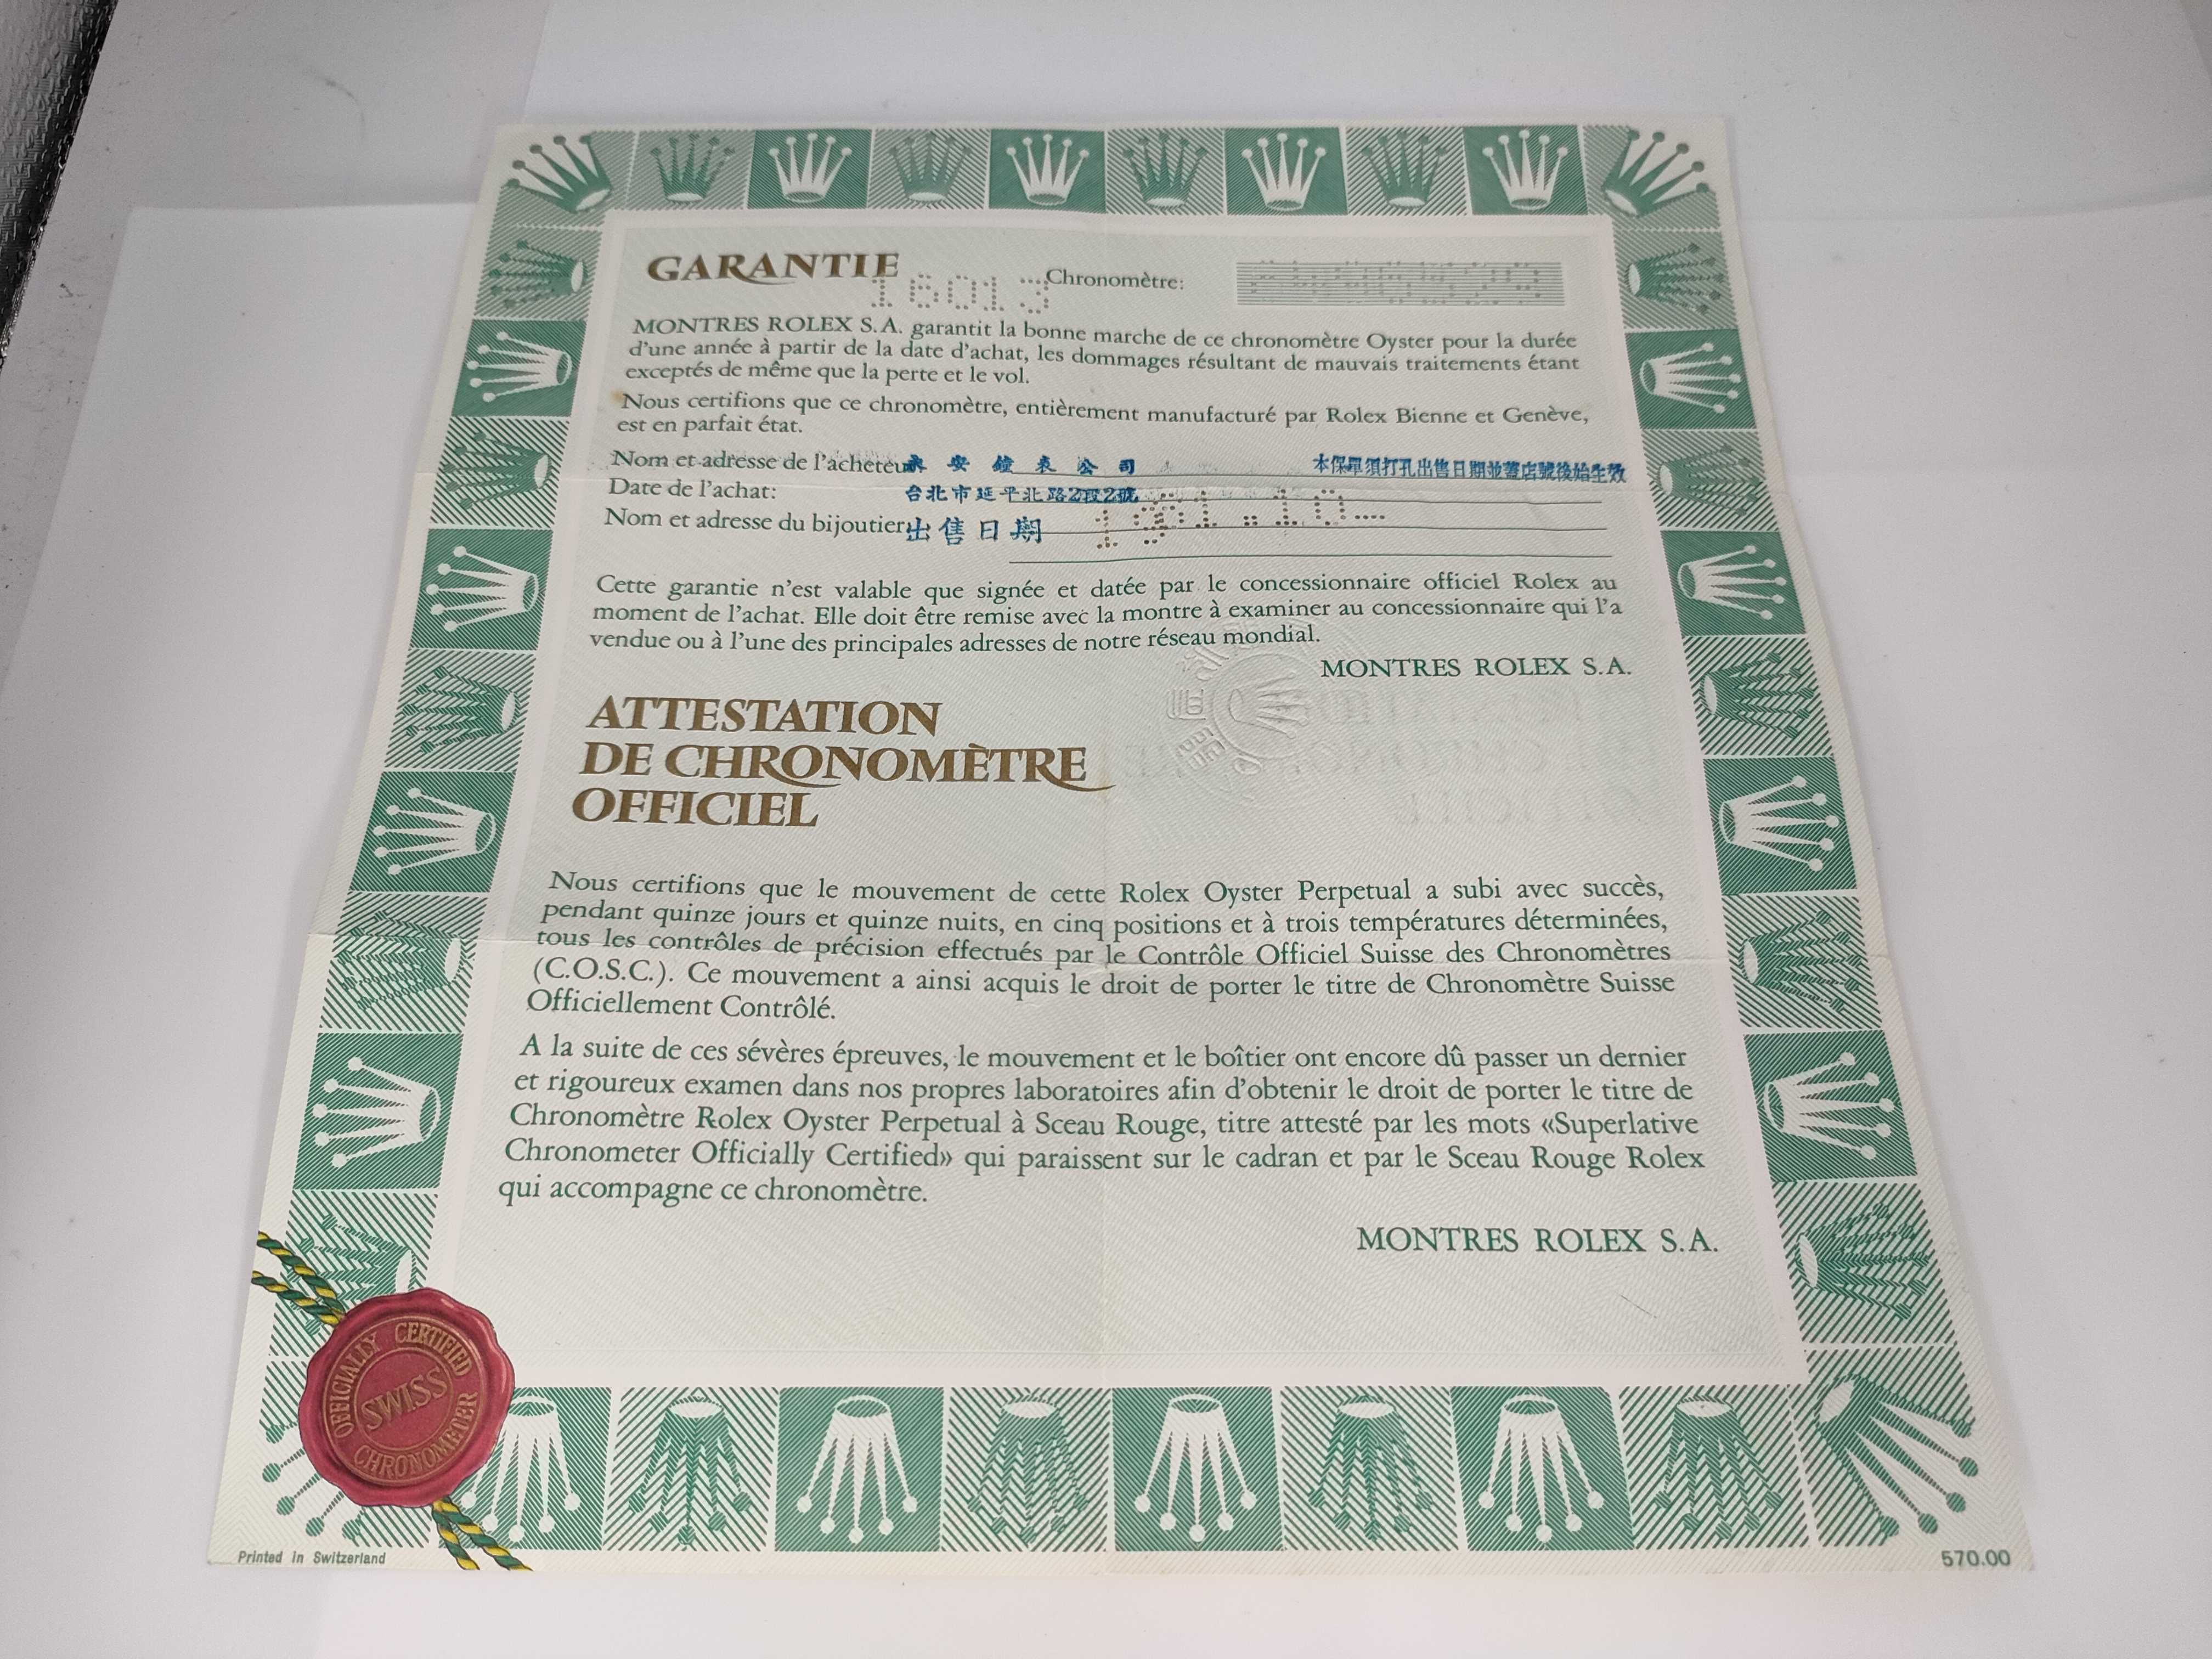 GARANTIE
16013
Chronomètre:
MONTRES ROLEX S.A. garantit la bonne marche de ce chronomètre Oyster pour la durée
d'une année à partir de la date d'achat, les dommages résultant de mauvais traitements étant
exceptés de même que la perte et le vol.
Nous certifions que ce chronomètre, entièrement manufacturé par Rolex Bienne et Genève,
est en parfait état.
Nom et adresse de l'acheteur 永安鐘表公司 本保單須打孔出售日期並蓋店號後始生效
Date de l'achat: 台北市延平北路2段2號
Nom et adresse du bijoutier 出售日期
Cette garantie n'est valable que signée et datée par le concessionnaire officiel Rolex au
moment de l'achat. Elle doit être remise avec la montre à examiner au concessionnaire qui l'a
vendue ou à l'une des principales adresses de notre réseau mondial.
MONTRES ROLEX S.A.
ATTESTATION
DE CHRONOMÈTRE
OFFICIEL
Nous certifions que le mouvement de cette Rolex Oyster Perpetual a subi avec succès,
pendant quinze jours et quinze nuits, en cinq positions et à trois températures déterminées,
tous les contrôles de précision effectués par le Contrôle Officiel Suisse des Chronomètres
(C.O.S.C.). Ce mouvement a ainsi acquis le droit de porter le titre de Chronomètre Suisse
Officiellement Contrôlé.
A la suite de ces sévères épreuves, le mouvement et le boîtier ont encore dû passer un dernier
et rigoureux examen dans nos propres laboratoires afin d'obtenir le droit de porter le titre de
Chronomètre Rolex Oyster Perpetual à Sceau Rouge, titre attesté par les mots «Superlative
Chronometer Officially Certified» qui paraissent sur le cadran et par le Sceau Rouge Rolex
qui accompagne ce chronomètre.
MONTRES ROLEX S.A.
OFFICIALLY CERTIFIED
SWISS
CHRONOMETER
Printed in Switzerland
570.00